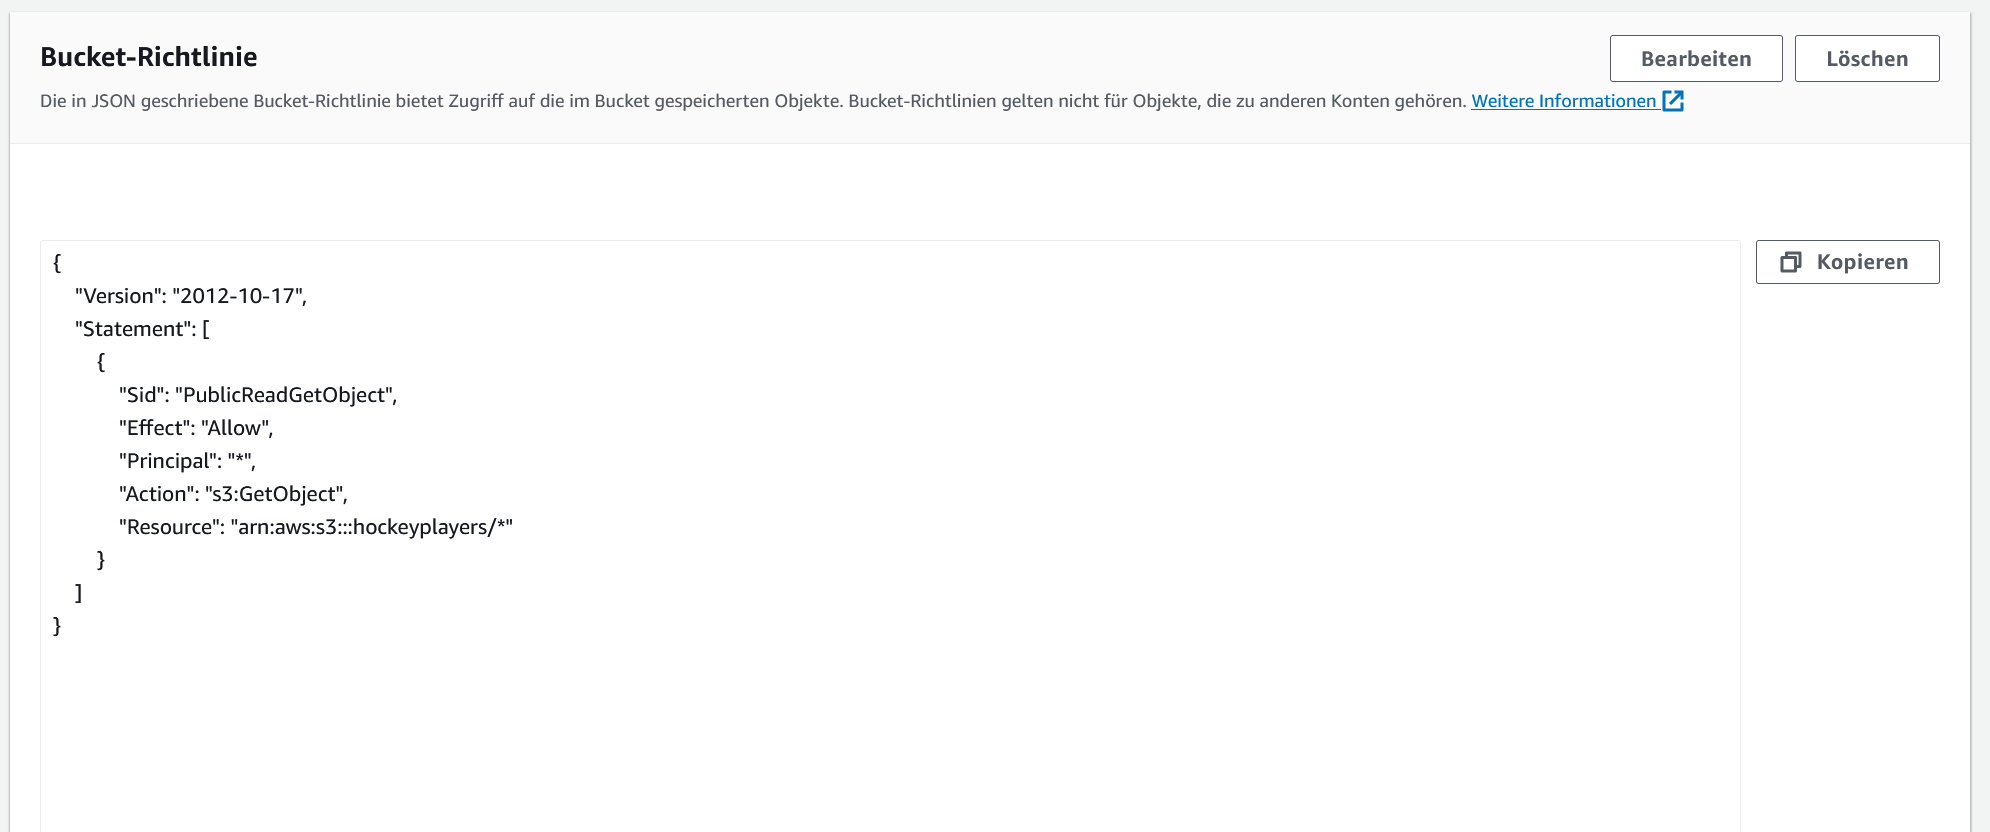 Bucket-Richtlinie
Bearbeiten
Löschen
Die in JSON geschriebene Bucket-Richtlinie bietet Zugriff auf die im Bucket gespeicherten Objekte. Bucket-Richtlinien gelten nicht für Objekte, die zu anderen Konten gehören. Weitere Informationen
Kopieren
{
"Version": "2012-10-17",
"Statement": [
{
"Sid": "PublicReadGetObject",
"Effect": "Allow",
"Principal": "*",
"Action": "s3:GetObject",
"Resource": "arn:aws:s3:::hockeyplayers/*"
}
]
}